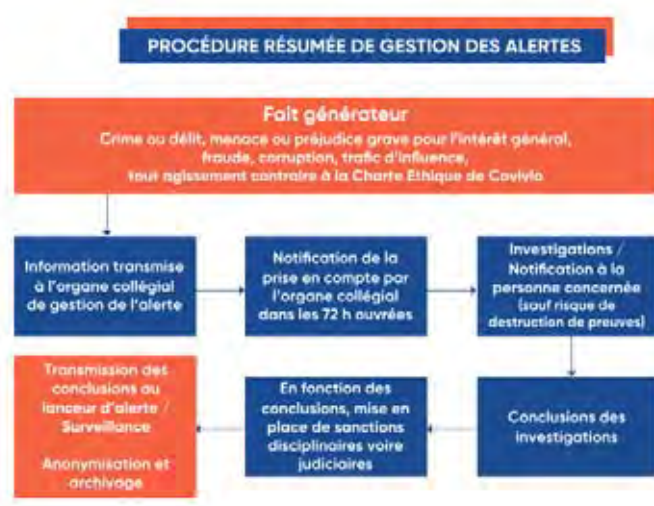 PROCÉDURE RÉSUMÉE DE GESTION DES ALERTES
Fait générateur
Crime ou délit, menace ou préjudice grave pour l'intérêt général,
fraude, corruption, trafic d'influence,
tout agissement contraire à la Charte Ethique de Covivio
Information transmise
à l'organe collégial
de gestion de l'alerte
Notification de la
prise en compte par
l'organe collégial
dans les 72 h ouvrées
Investigations /
Notification à la
personne concernée
(sauf risque de
destruction de preuves)
Conclusions des
investigations
En fonction des
conclusions, mise en
place de sanctions
disciplinaires voire
judiciaires
Transmission des
conclusions au
lanceur d'alerte /
Surveillance
Anonymisation et
archivage